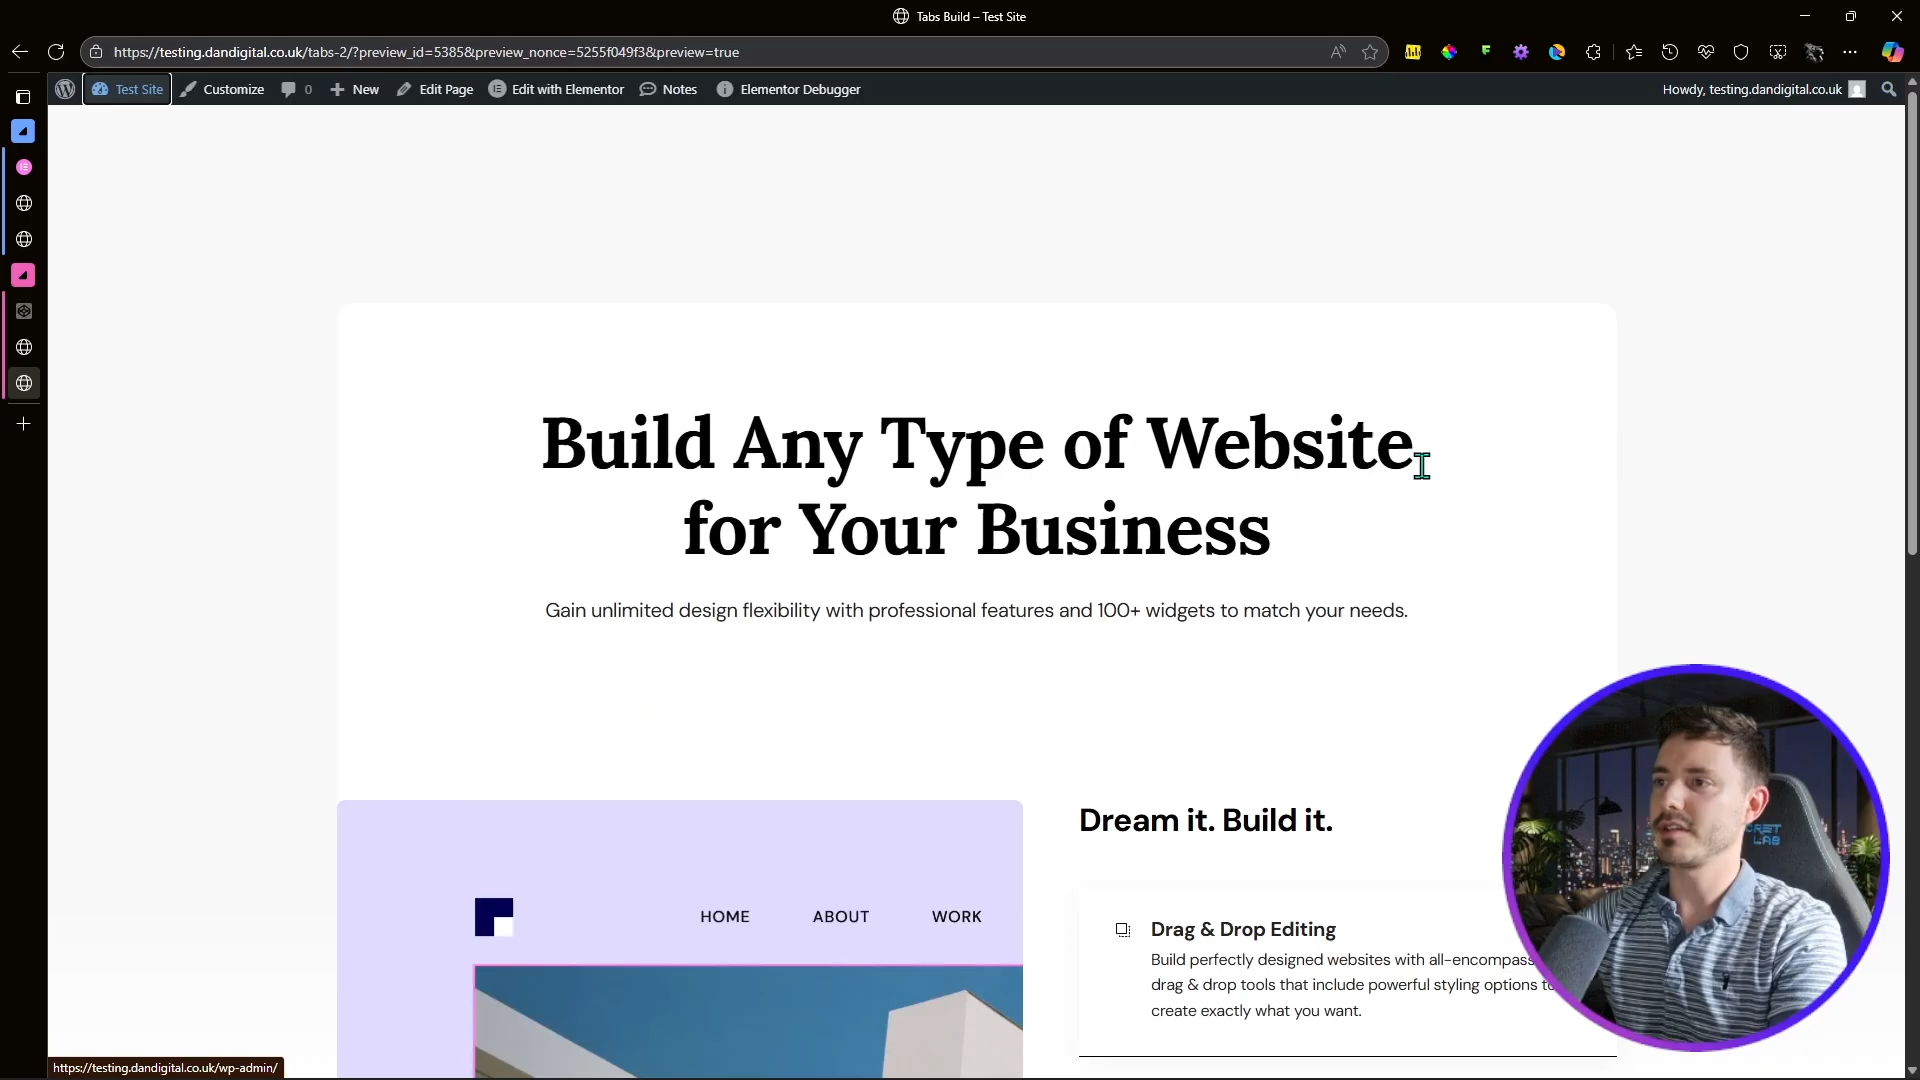 Tabs Build – Test Site
https://testing.dandigital.co.uk/tabs-2/?preview_id=5385&preview_nonce=5255f049f3&preview=true
Test Site Customize 0 New Edit Page Edit with Elementor Notes Elementor Debugger Howdy, testing.dandigital.co.uk
Build Any Type of Website
for Your Business
Gain unlimited design flexibility with professional features and 100+ widgets to match your needs.
HOME ABOUT WORK
Dream it. Build it.
Drag & Drop Editing
Build perfectly designed websites with all-encompass
drag & drop tools that include powerful styling options
create exactly what you want.
LAB
https://testing.dandigital.co.uk/wp-admin/